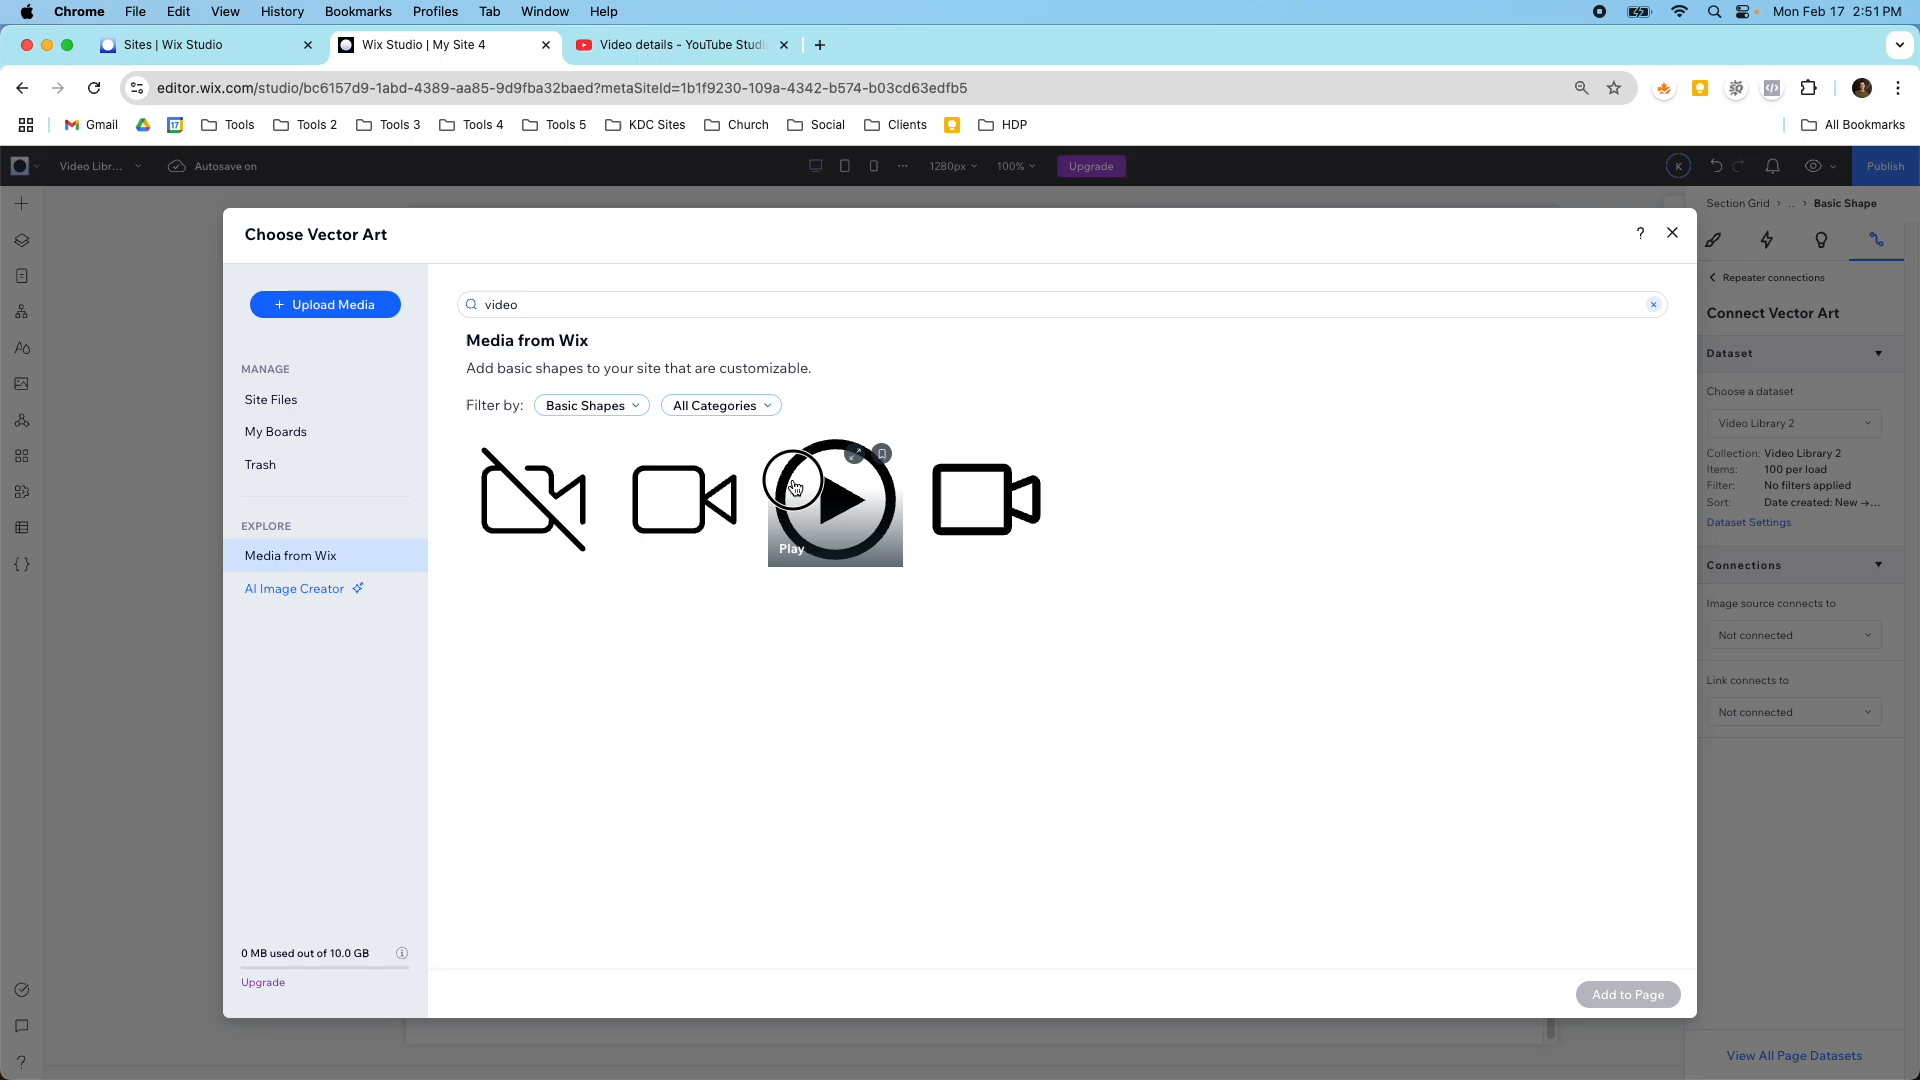 Chrome File Edit View History Bookmarks Profiles Tab Window Help Mon Feb 17 2:51 PM
Sites | Wix Studio Wix Studio | My Site 4 Video details - YouTube Studi
editor.wix.com/studio/bc6157d9-1abd-4389-aa85-9d9fba32baed?metaSiteId=1b1f9230-109a-4342-b574-b03cd63edfb5
Gmail 17 Tools Tools 2 Tools 3 Tools 4 Tools 5 KDC Sites Church Social Clients HDP All Bookmarks
Video Libr... Autosave on 1280px 100% Upgrade K Publish
Section Grid > .. > Basic Shape
Choose Vector Art ?
+ Upload Media
MANAGE
Site Files
My Boards
Trash
EXPLORE
Media from Wix
AI Image Creator
0 MB used out of 10.0 GB
Upgrade
video
Media from Wix
Add basic shapes to your site that are customizable.
Filter by: Basic Shapes All Categories
Play
Add to Page
Repeater connections
Connect Vector Art
Dataset
Choose a dataset
Video Library 2
Collection: Video Library 2
Items: 100 per load
Filter: No filters applied
Sort: Date created: New →...
Dataset Settings
Connections
Image source connects to
Not connected
Link connects to
Not connected
View All Page Datasets
?